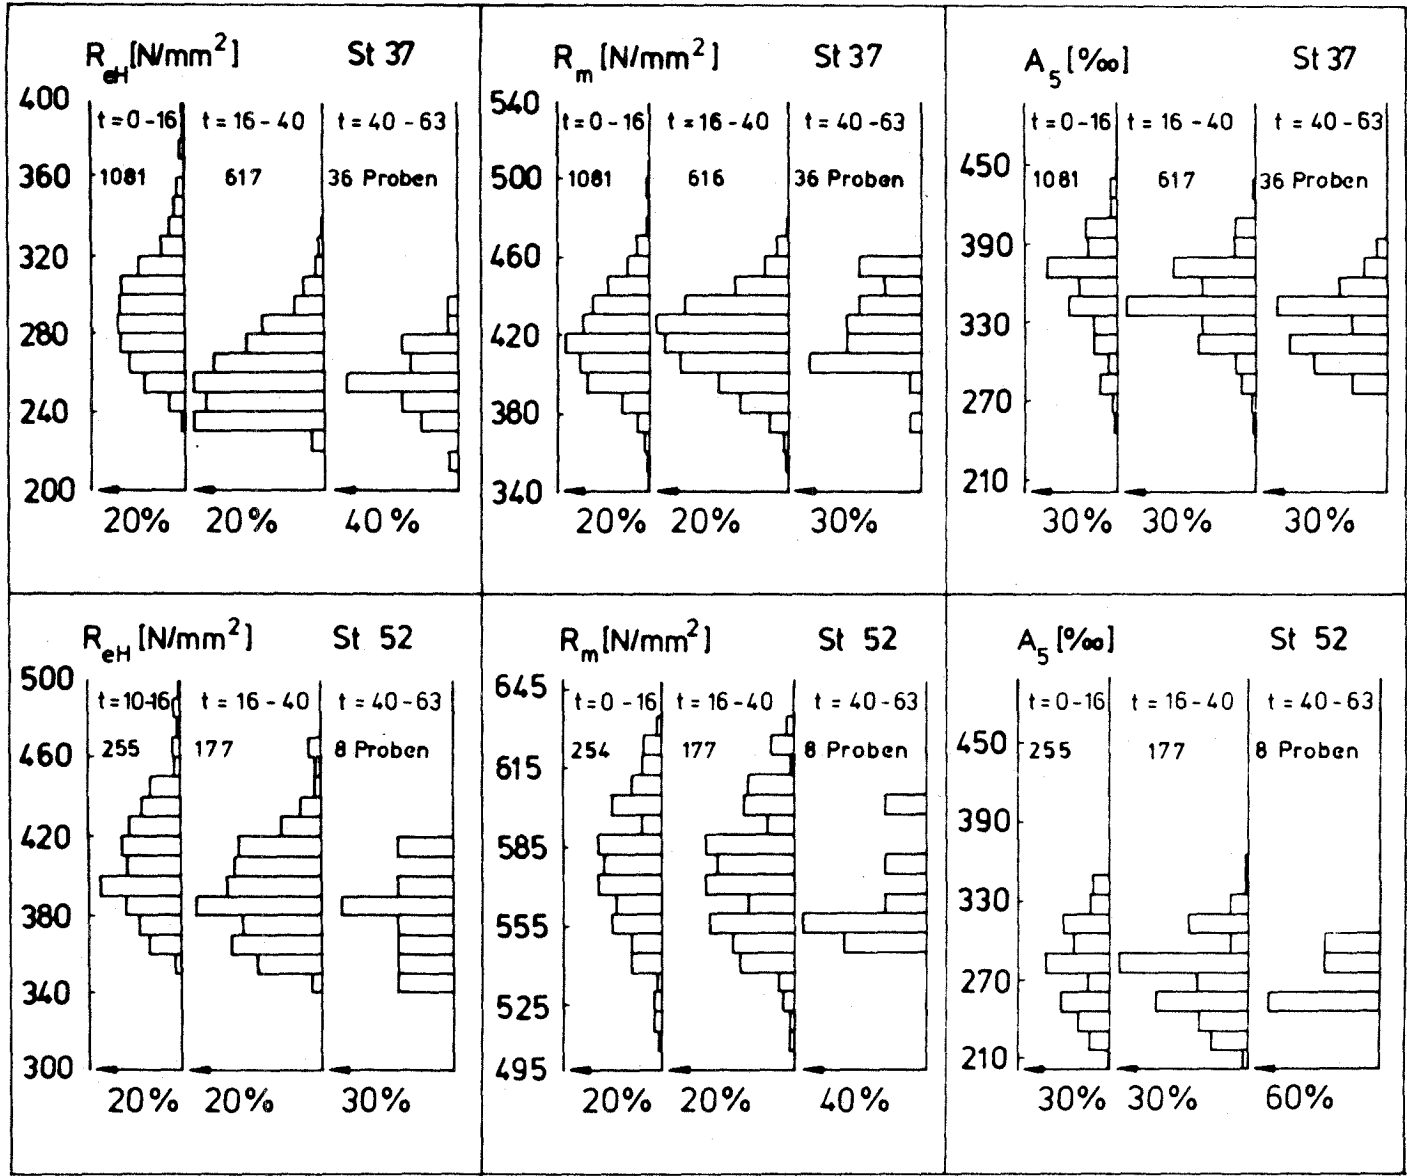 R_eH [N/mm²] St 37
400
t=0-16 t=16-40 t=40-63
360
1081 617 36 Proben
320
280
240
200
20% 20% 40%
R_m [N/mm²] St 37
540
t=0-16 t=16-40 t=40-63
500
1081 616 36 Proben
460
420
380
340
20% 20% 30%
A_5 [‰] St 37
t=0-16 t=16-40 t=40-63
450
1081 617 36 Proben
390
330
270
210
30% 30% 30%
R_eH [N/mm²] St 52
500
t=10-16 t=16-40 t=40-63
460
255 177 8 Proben
420
380
340
300
20% 20% 30%
R_m [N/mm²] St 52
645
t=0-16 t=16-40 t=40-63
254 177 8 Proben
615
585
555
525
495
20% 20% 40%
A_5 [‰] St 52
t=0-16 t=16-40 t=40-63
450
255 177 8 Proben
390
330
270
210
30% 30% 60%